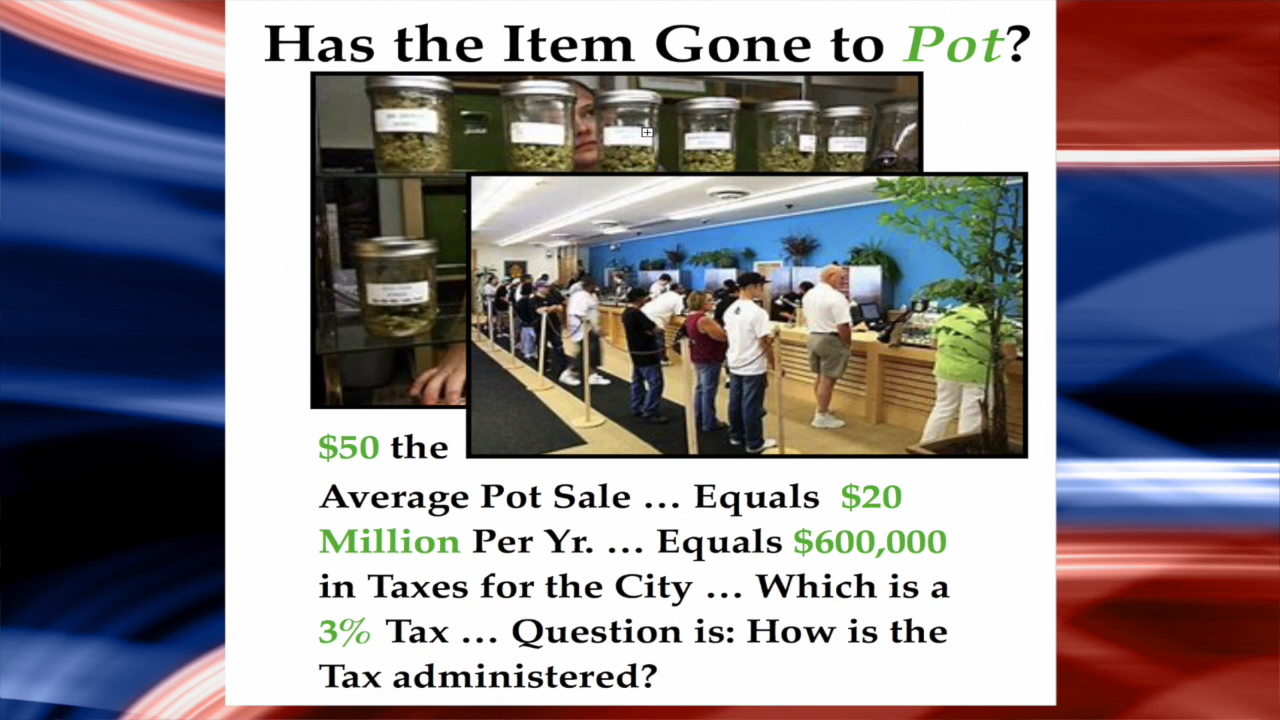 Has the Item Gone to Pot?
$50 the
Average Pot Sale … Equals $20
Million Per Yr. … Equals $600,000
in Taxes for the City … Which is a
3% Tax … Question is: How is the
Tax administered?